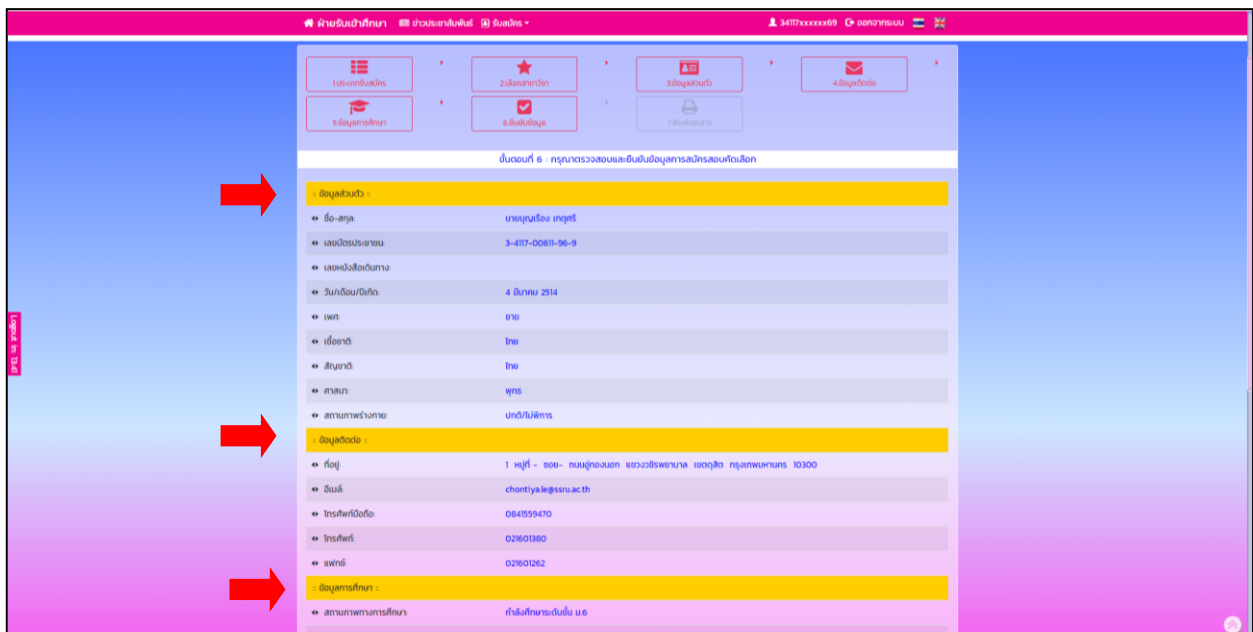 ฝ่ายรับเข้าศึกษา ข่าวประชาสัมพันธ์ รับสมัคร 34117xxxxxx69 ออกจากระบบ
1.ประเภทรับสมัคร 2.เลือกสาขาวิชา 3.ข้อมูลส่วนตัว 4.ข้อมูลติดต่อ
5.ข้อมูลการศึกษา 6.ยืนยันข้อมูล 7.พิมพ์เอกสาร
ขั้นตอนที่ 6 : กรุณาตรวจสอบและยืนยันข้อมูลการสมัครสอบคัดเลือก
:: ข้อมูลส่วนตัว ::
ชื่อ-สกุล: นายบุญเรือง เกตุศรี
เลขบัตรประชาชน: 3-4117-00611-96-9
เลขหนังสือเดินทาง:
วัน/เดือน/ปีเกิด: 4 มีนาคม 2514
เพศ: ชาย
เชื้อชาติ: ไทย
สัญชาติ: ไทย
ศาสนา: พุทธ
สถานภาพร่างกาย: ปกติ/ไม่พิการ
:: ข้อมูลติดต่อ ::
ที่อยู่: 1 หมู่ที่ - ซอย- ถนนอู่ทองนอก แขวงวชิรพยาบาล เขตดุสิต กรุงเทพมหานคร 10300
อีเมล์: chontiya.le@ssru.ac.th
โทรศัพท์มือถือ: 0841559470
โทรศัพท์: 021601380
แฟกซ์: 021601262
:: ข้อมูลการศึกษา ::
สถานภาพทางการศึกษา: กำลังศึกษาระดับชั้น ม.6
Logout in: 13:41